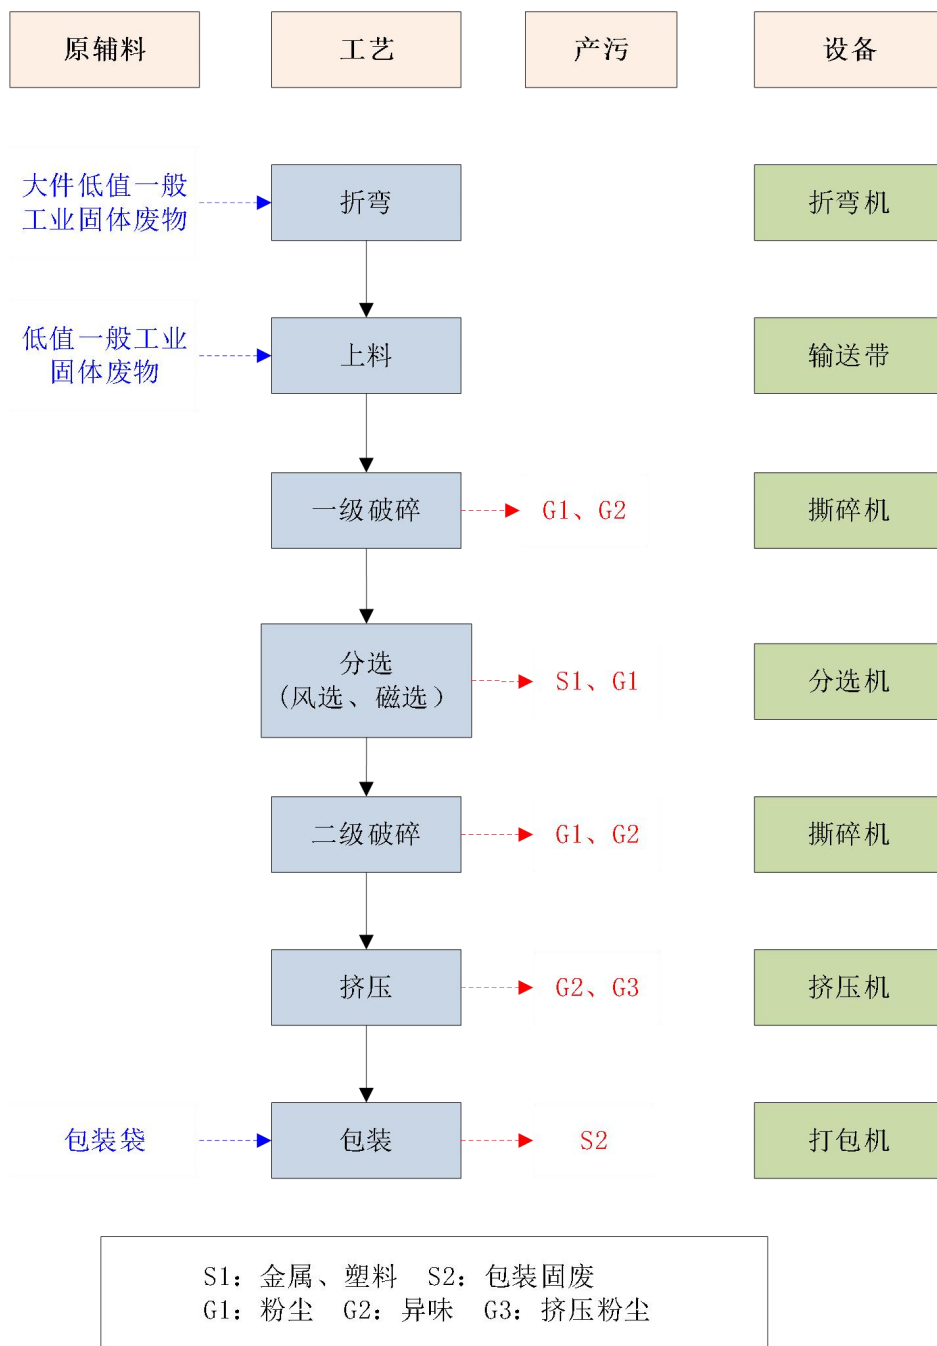 原辅料 工艺 产污 设备
大件低值一般
工业固体废物
折弯 折弯机
低值一般工业
固体废物
上料 输送带
一级破碎 G1、G2 撕碎机
分选
(风选、磁选)
S1、G1 分选机
二级破碎 G1、G2 撕碎机
挤压 G2、G3 挤压机
包装袋 包装 S2 打包机
S1: 金属、塑料 S2: 包装固废
G1: 粉尘 G2: 异味 G3: 挤压粉尘